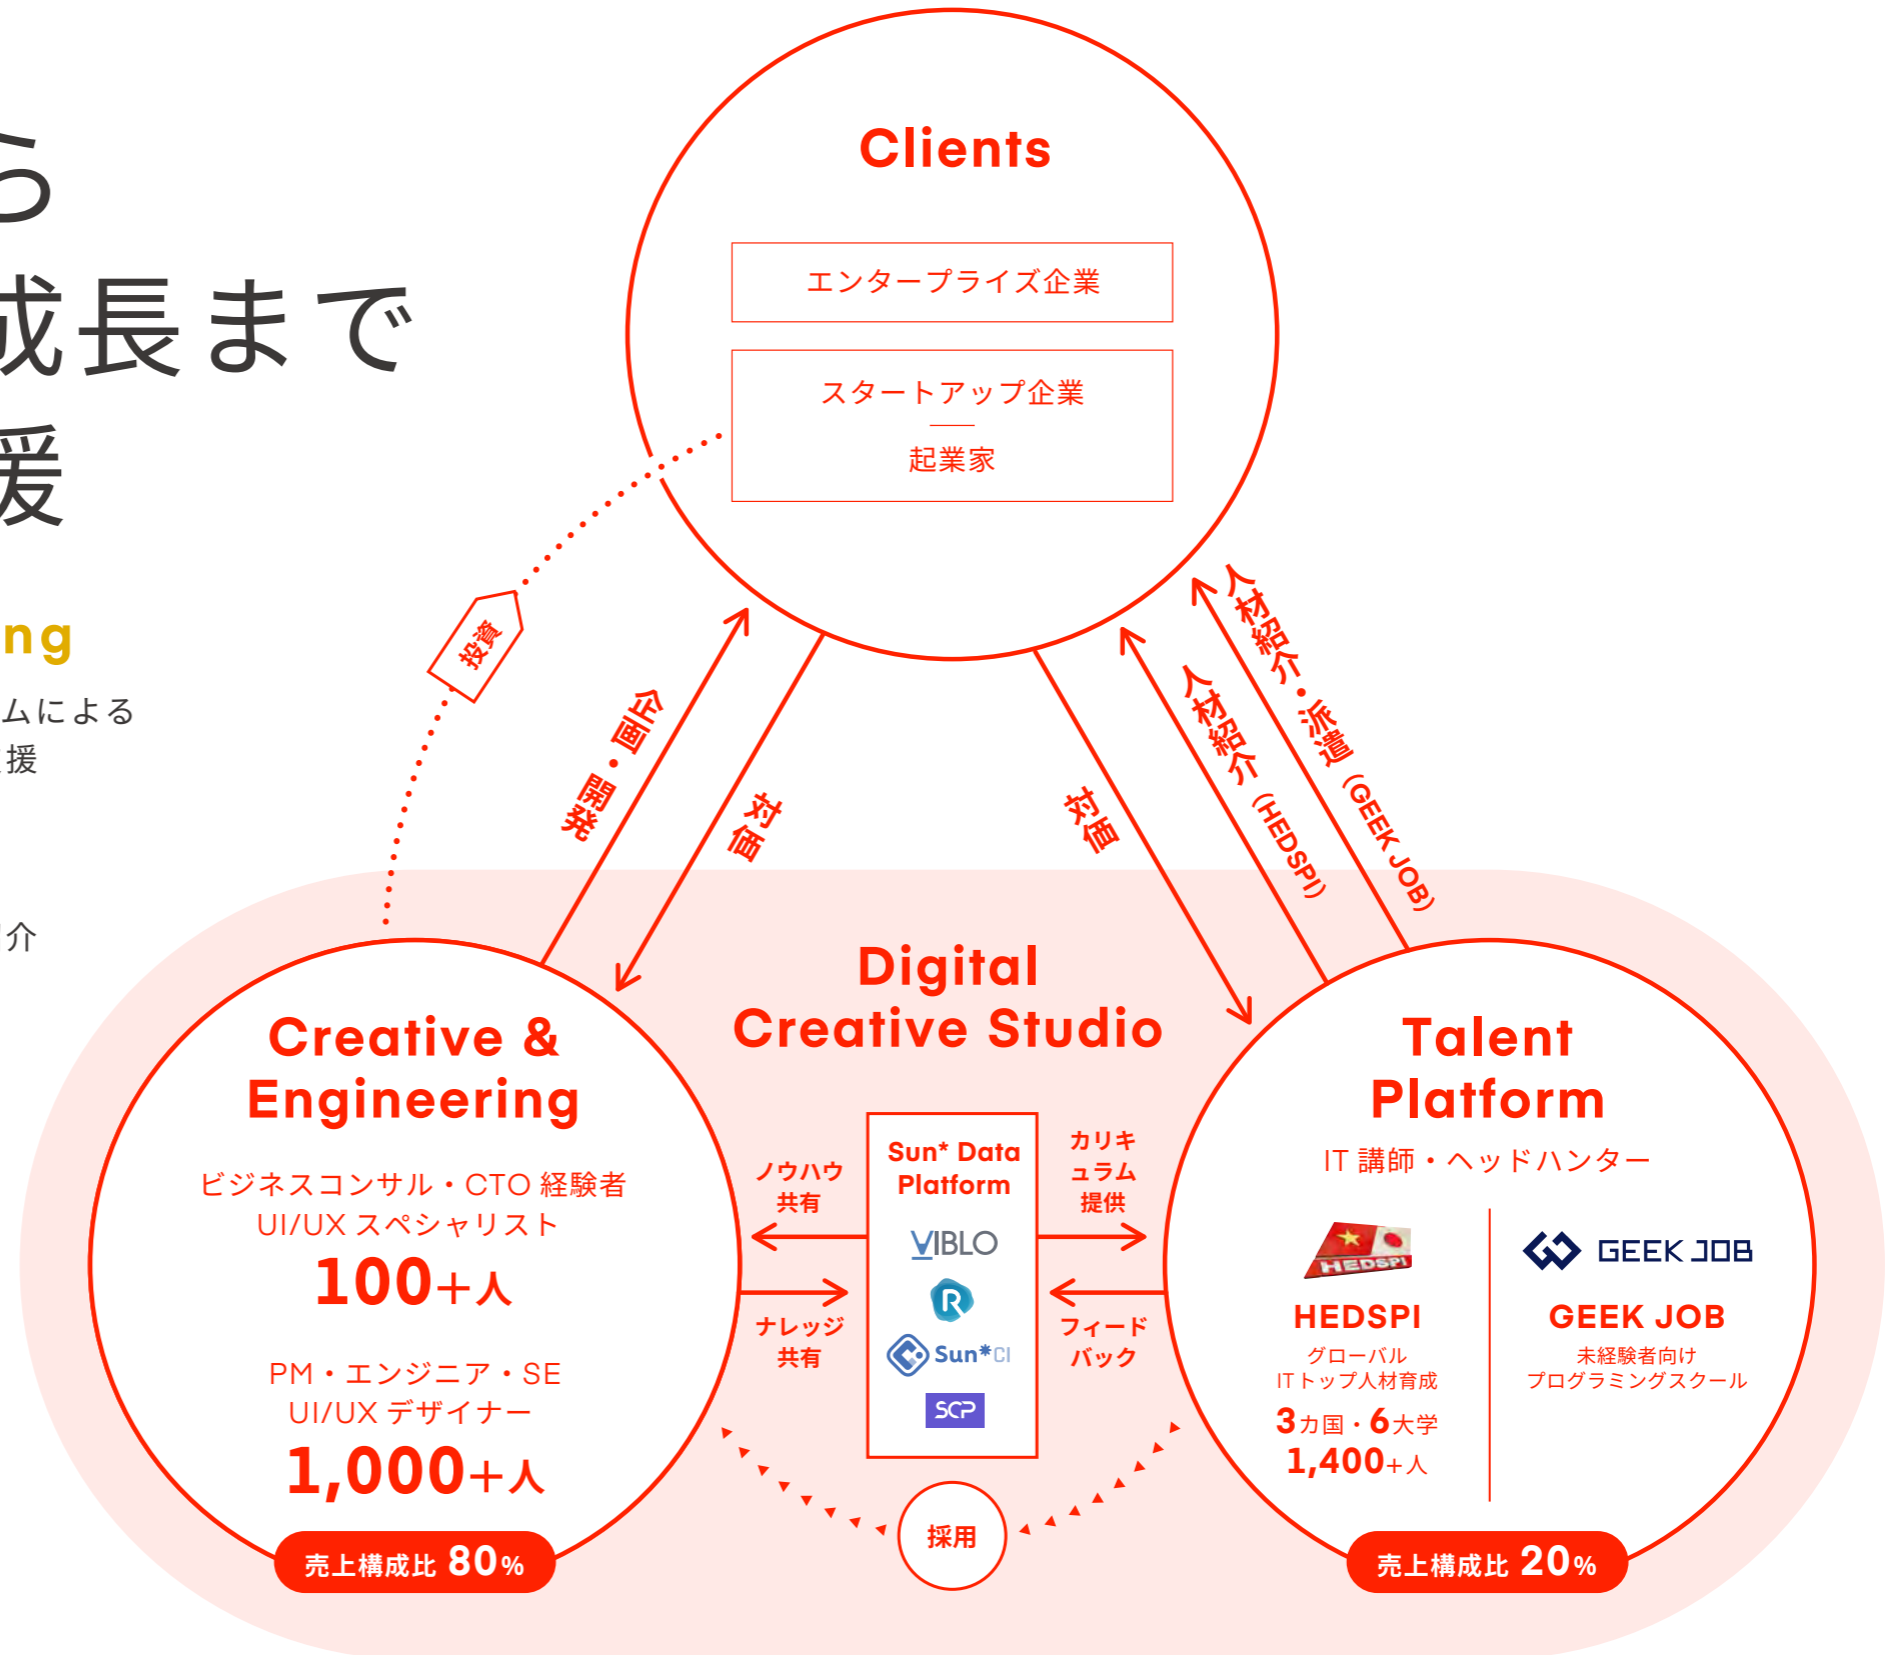 ら
成長まで
援
ng
ムによる
援
介
Clients
エンタープライズ企業
スタートアップ企業
起業家
投資
企画・開発
対価
対価
人材紹介（HEDSPI）
人材紹介・派遣（GEEK JOB）
Digital
Creative Studio
Creative &
Engineering
ビジネスコンサル・CTO 経験者
UI/UX スペシャリスト
100+人
PM・エンジニア・SE
UI/UX デザイナー
1,000+人
売上構成比 80%
ノウハウ
共有
ナレッジ
共有
Sun* Data
Platform
VIBLO
R
Sun*CI
SCP
カリキ
ュラム
提供
フィード
バック
採用
Talent
Platform
IT 講師・ヘッドハンター
HEDSPI
HEDSPI
グローバル
ITトップ人材育成
3カ国・6大学
1,400+人
GEEK JOB
GEEK JOB
未経験者向け
プログラミングスクール
売上構成比 20%